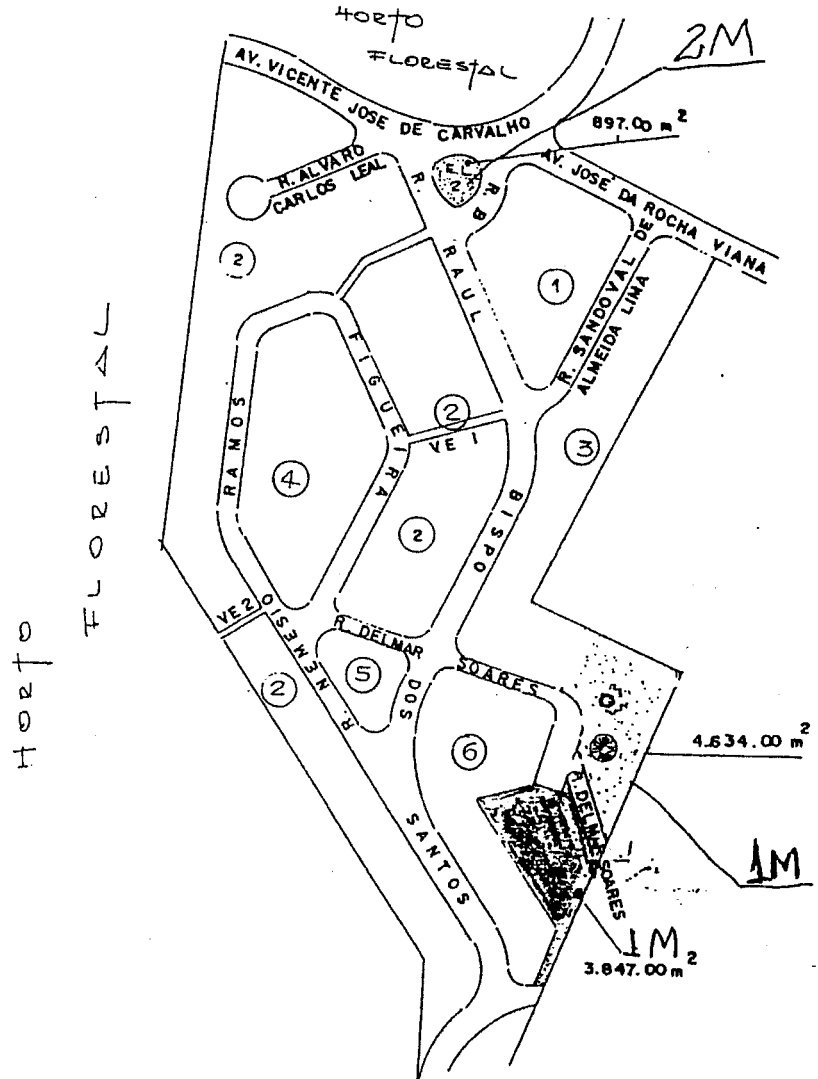 HORTO
FLORESTAL
2M
897.00 m²
AV. VICENTE JOSE DE CARVALHO
R. ALVARO
CARLOS LEAL
E L
2
AV. JOSE DA ROCHA VIANA
R. B
R. RAUL
2
1
R. SANDOVAL DE
ALMEIDA LIMA
FIGUEIRA
RAMOS
2
VE 1
3
4
BISPO
2
HORTO
FLORESTAL
VE2
R. NEMESIO
R. DELMAR
SOARES
5
DOS
2
6
4.634.00 m²
R. DELMAR SOARES
SANTOS
1M
1M
3.847.00 m²